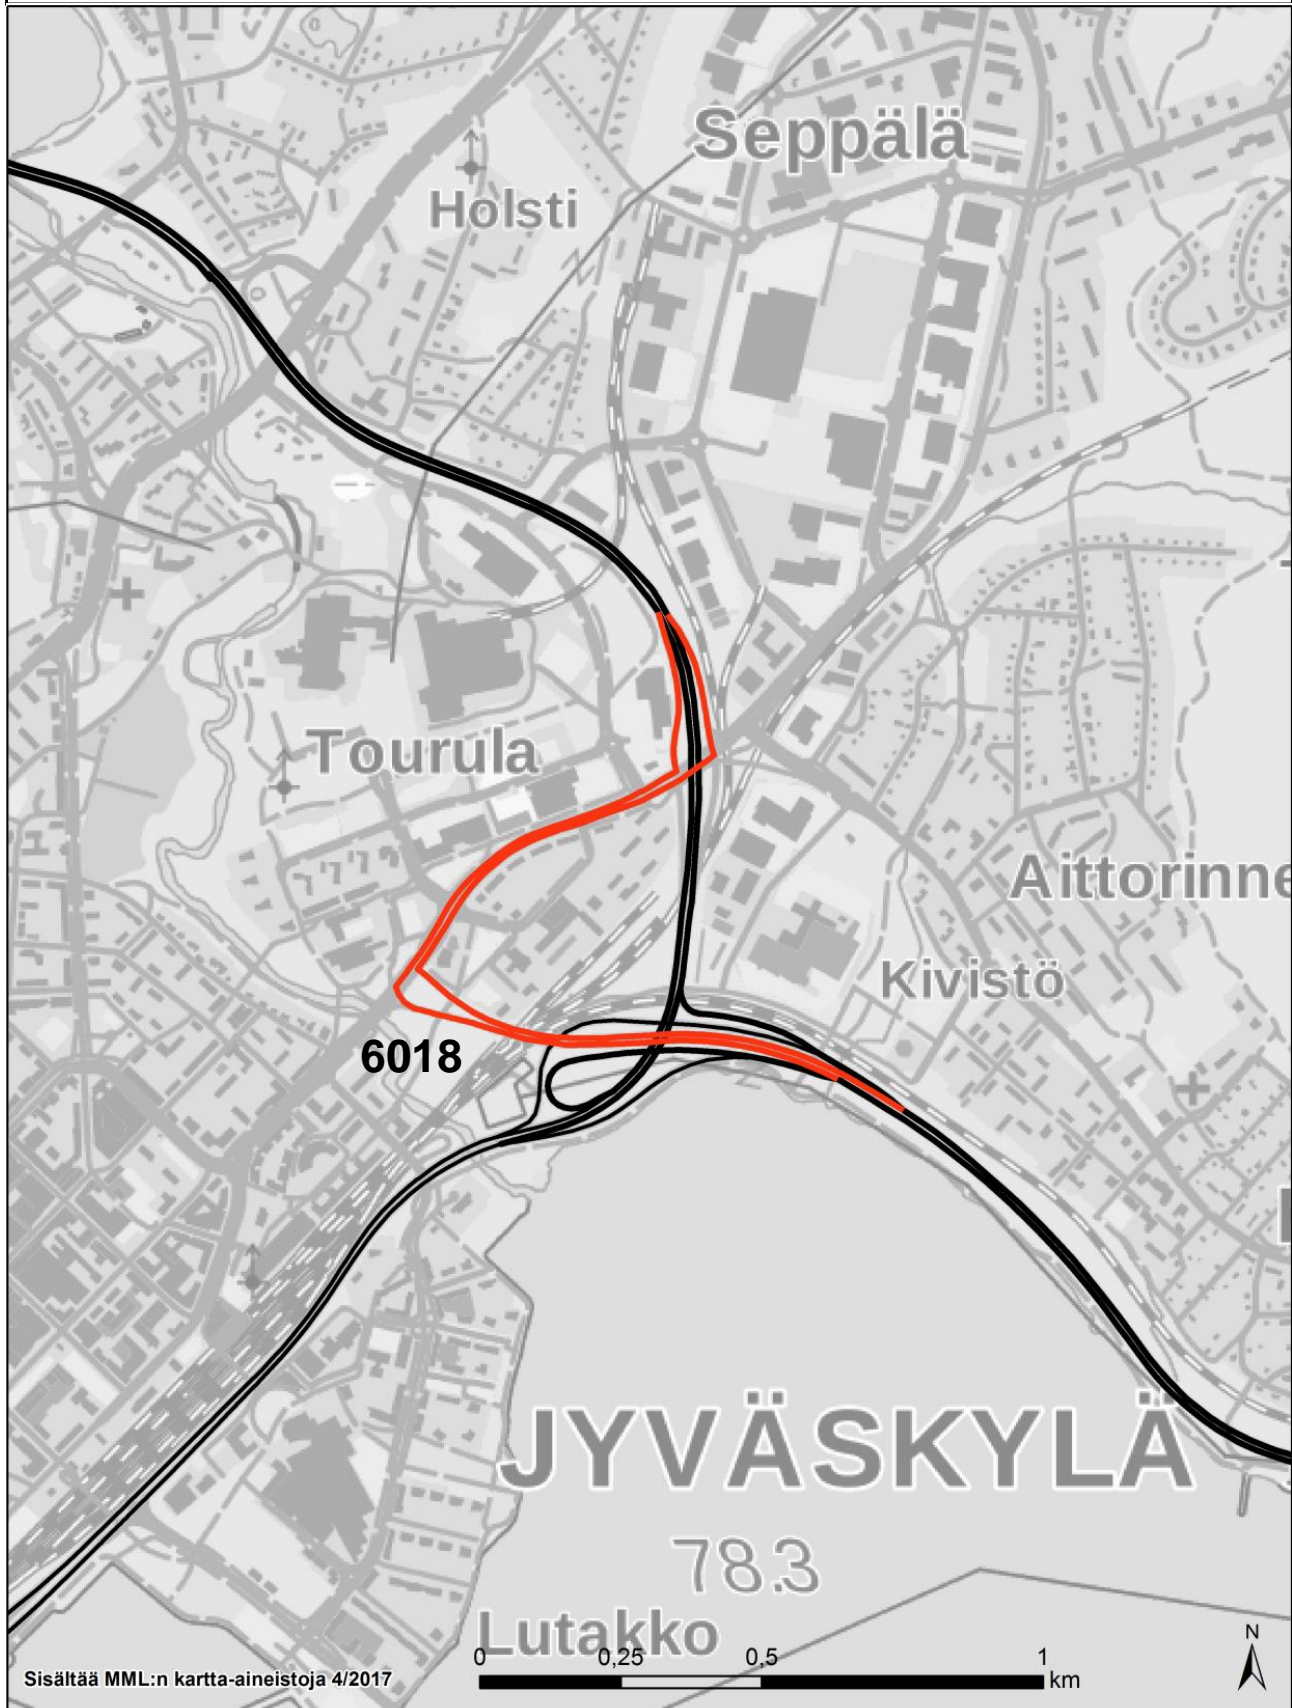 Seppälä
Holsti
Tourula
Aittorinne
Kivistö
6018
JYVÄSKYLÄ
78.3
Lutakko
0 0,25 0,5 1
km
N
Sisältää MML:n kartta-aineistoja 4/2017